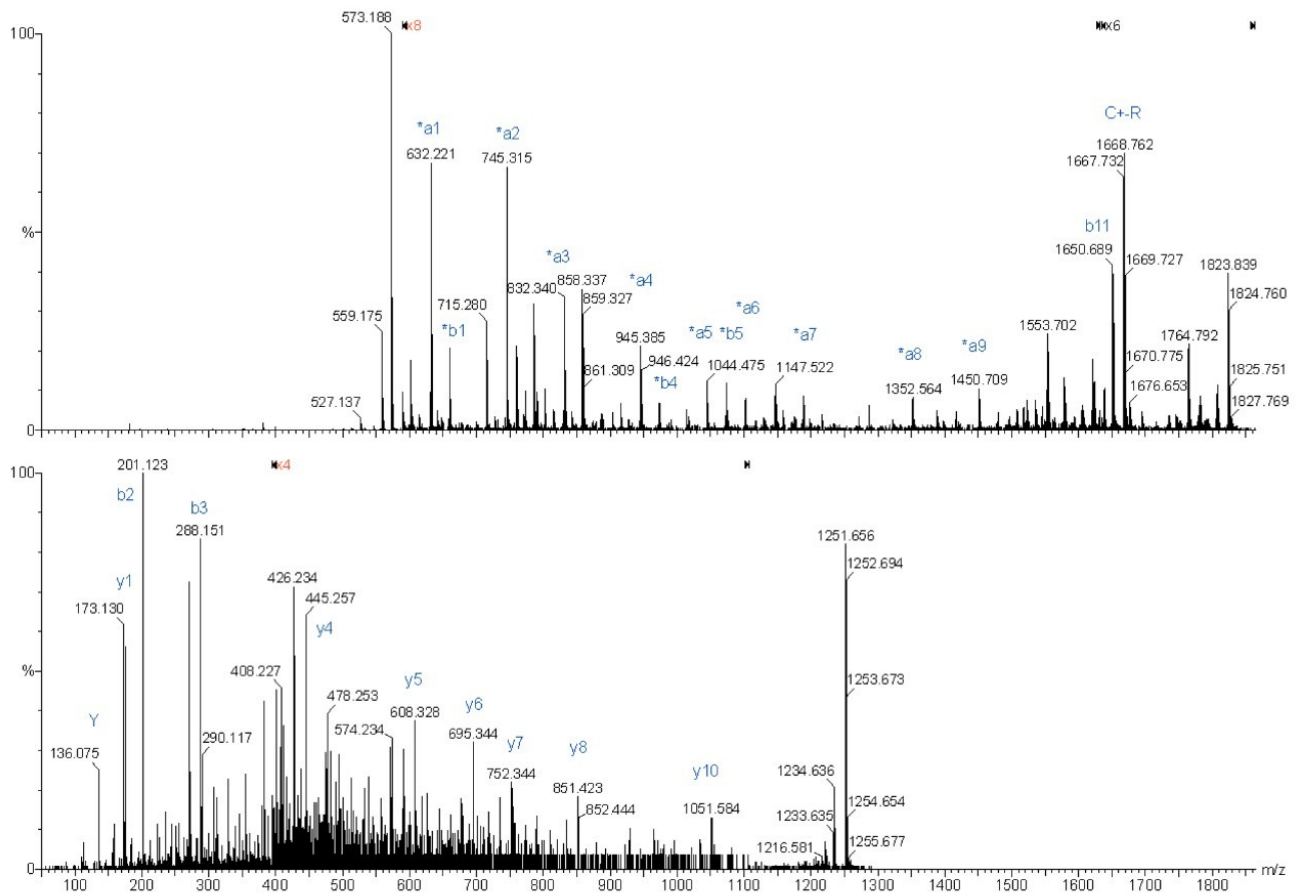 573.188
100
x8
x6
C+-R
*a1
*a2
1668.762
632.221
745.315
1667.732
b11
*a3
1650.689
858.337
*a4
1669.727
1823.839
832.340
859.327
*a6
715.280
1824.760
559.175
*b1
*a5
*b5
*a7
1553.702
1764.792
945.385
*a8
*a9
861.309
946.424
1044.475
1147.522
1670.775
1825.751
*b4
1352.564
1450.709
1676.653
527.137
1827.769
%
0
100
201.123
x4
b2
b3
288.151
1251.656
y1
426.234
1252.694
173.130
445.257
y4
%
408.227
y5
1253.673
Y
478.253
608.328
y6
574.234
695.344
136.075
290.117
y7
y8
752.344
y10
1234.636
851.423
1051.584
852.444
1254.654
1233.635
1216.581
1255.677
0
100 200 300 400 500 600 700 800 900 1000 1100 1200 1300 1400 1500 1600 1700 1800 m/z